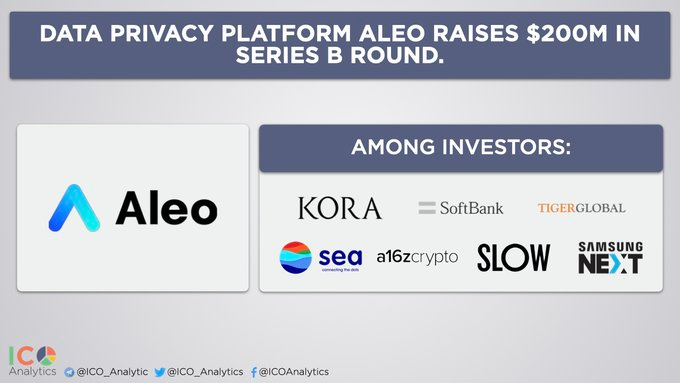 DATA PRIVACY PLATFORM ALEO RAISES $200M IN
SERIES B ROUND.
Aleo
AMONG INVESTORS:
KORA
SoftBank
TIGERGLOBAL
sea
connecting the dots
a16zcrypto
SLOW
SAMSUNG
NEXT
ICO
Analytics
@ICO_Analytic
@ICO_Analytics
@ICOAnalytics